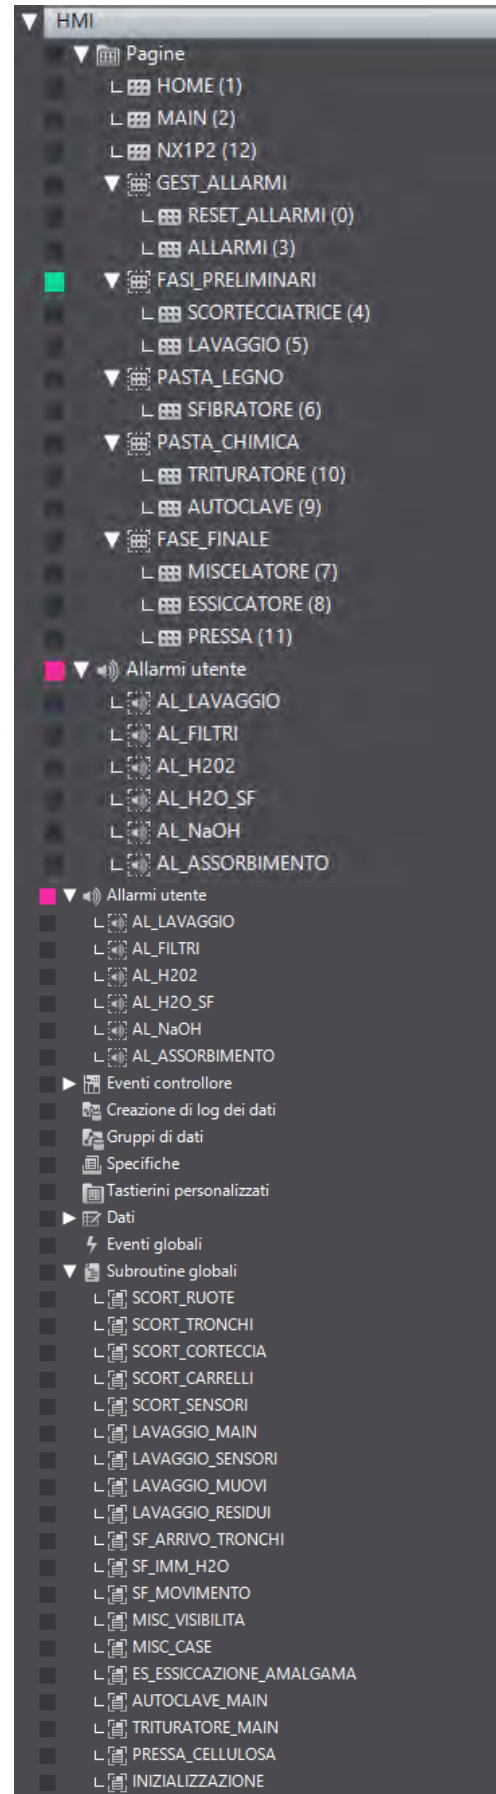 HMI
Pagine
HOME (1)
MAIN (2)
NX1P2 (12)
GEST_ALLARMI
RESET_ALLARMI (0)
ALLARMI (3)
FASI_PRELIMINARI
SCORTECCIATRICE (4)
LAVAGGIO (5)
PASTA_LEGNO
SFIBRATORE (6)
PASTA_CHIMICA
TRITURATORE (10)
AUTOCLAVE (9)
FASE_FINALE
MISCELATORE (7)
ESSICCATORE (8)
PRESSA (11)
Allarmi utente
AL_LAVAGGIO
AL_FILTRI
AL_H202
AL_H2O_SF
AL_NaOH
AL_ASSORBIMENTO
Allarmi utente
AL_LAVAGGIO
AL_FILTRI
AL_H202
AL_H2O_SF
AL_NaOH
AL_ASSORBIMENTO
Eventi controllore
Creazione di log dei dati
Gruppi di dati
Specifiche
Tastierini personalizzati
Dati
Eventi globali
Subroutine globali
SCORT_RUOTE
SCORT_TRONCHI
SCORT_CORTECCIA
SCORT_CARRELLI
SCORT_SENSORI
LAVAGGIO_MAIN
LAVAGGIO_SENSORI
LAVAGGIO_MUOVI
LAVAGGIO_RESIDUI
SF_ARRIVO_TRONCHI
SF_IMM_H2O
SF_MOVIMENTO
MISC_VISIBILITA
MISC_CASE
ES_ESSICCAZIONE_AMALGAMA
AUTOCLAVE_MAIN
TRITURATORE_MAIN
PRESSA_CELLULOSA
INIZIALIZZAZIONE